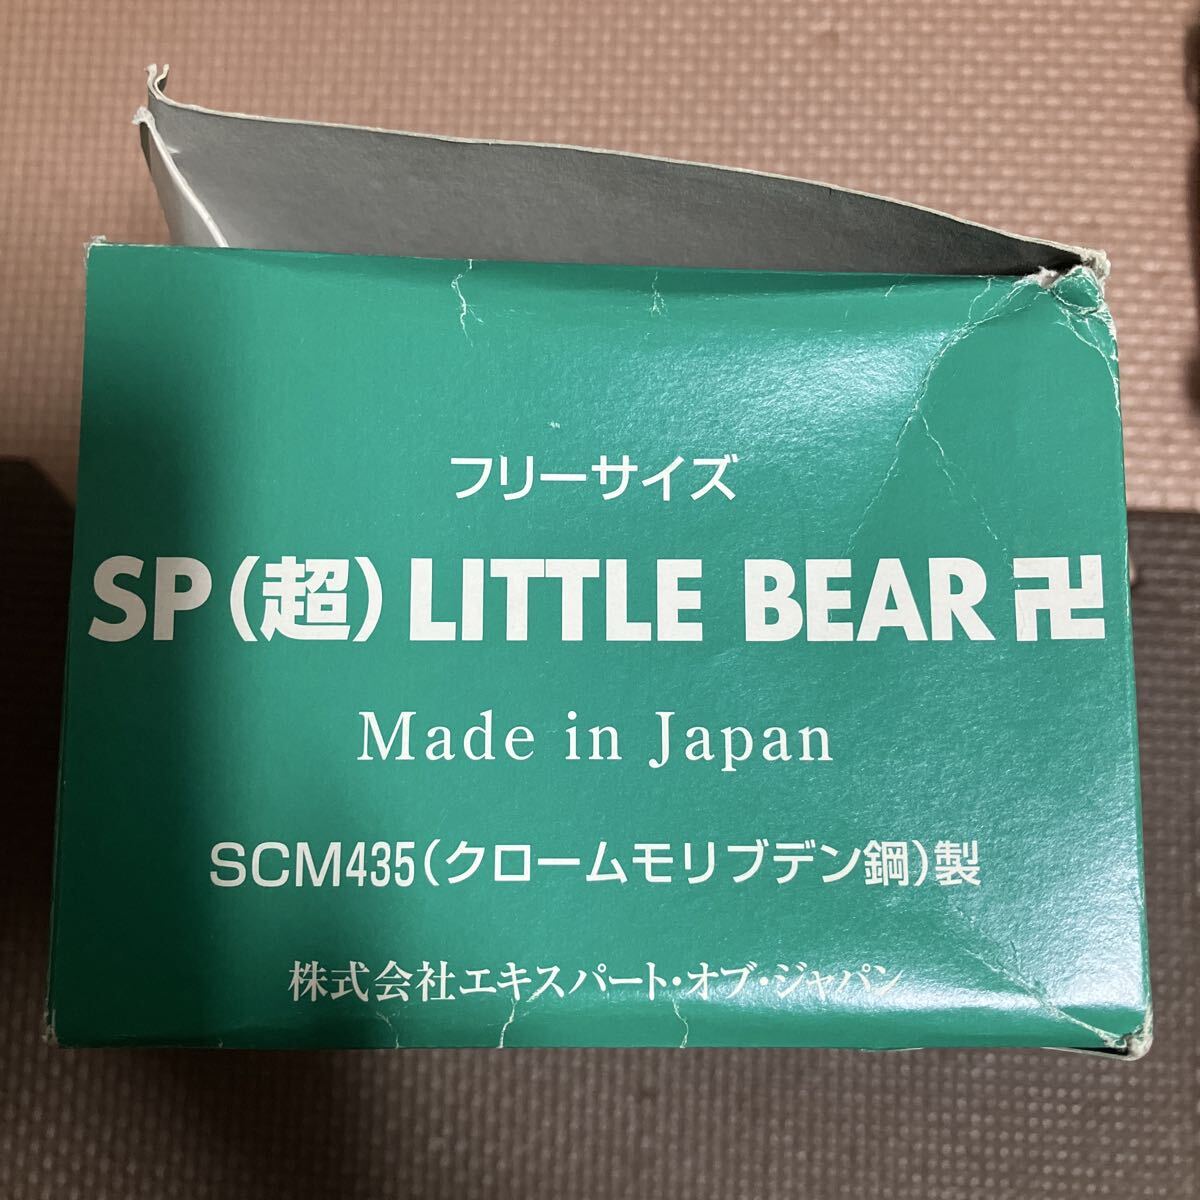 フリーサイズ
SP(超) LITTLE BEAR 卍
Made in Japan
SCM435(クロームモリブデン鋼)製
株式会社エキスパート・オブ・ジャパン